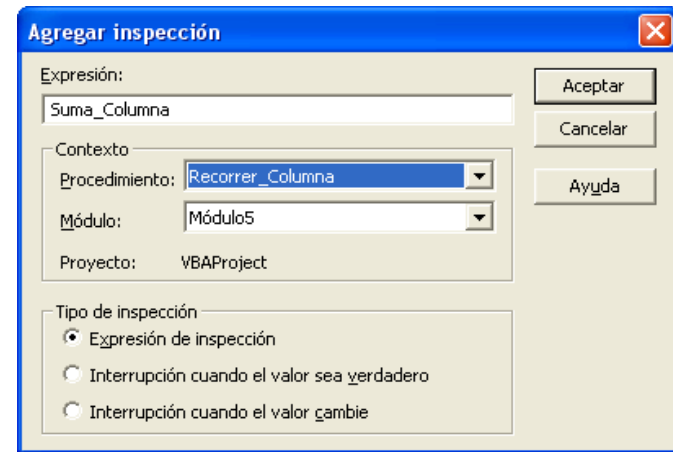 Agregar inspección
Expresión:
Suma_Columna
Aceptar
Cancelar
Ayuda
Contexto
Procedimiento: Recorrer_Columna
Módulo: Módulo5
Proyecto: VBAProject
Tipo de inspección
Expresión de inspección
Interrupción cuando el valor sea verdadero
Interrupción cuando el valor cambie